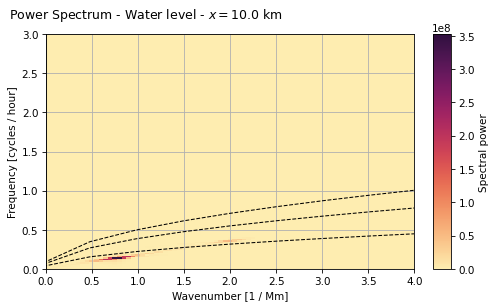 Power Spectrum - Water level - x = 10.0 km
1e8
3.0
2.5
2.0
1.5
1.0
0.5
0.0
Frequency [cycles / hour]
0.0 0.5 1.0 1.5 2.0 2.5 3.0 3.5 4.0
Wavenumber [1 / Mm]
3.5
3.0
2.5
2.0
1.5
1.0
0.5
0.0
Spectral power